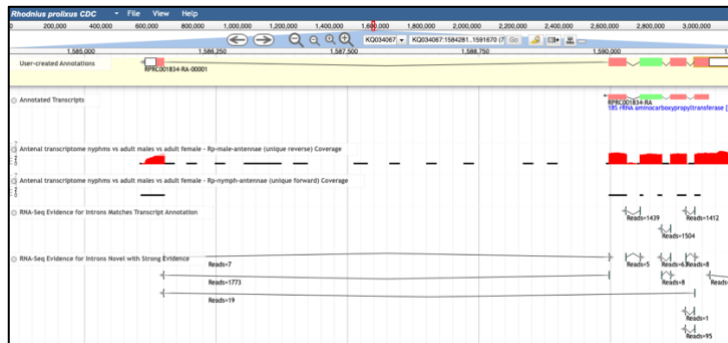 Rhodnius prolixus CDC File View Help
0 200,000 400,000 600,000 800,000 1,000,000 1,200,000 1,400,000 1,600,000 1,800,000 2,000,000 2,200,000 2,400,000 2,600,000 2,800,000 3,000,000
KQ034067 KQ034067:1584281..1591670 (7 Go
1,585,000 1,586,250 1,587,500 1,588,750 1,590,000
User-created Annotations
RPRC001834-RA-00001
Annotated Transcripts
RPRC001834-RA
18S rRNA aminocarboxypropyltransferase [
Antenal transcriptome nyphms vs adult males vs adult female - Rp-male-antennae (unique reverse) Coverage
Antenal transcriptome nyphms vs adult males vs adult female - Rp-nymph-antennae (unique forward) Coverage
RNA-Seq Evidence for Introns Matches Transcript Annotation
Reads=1439 Reads=1412
Reads=1504
RNA-Seq Evidence for Introns Novel with Strong Evidence
Reads=7 Reads=5 Reads=8
Reads=1773 Reads=8
Reads=19
Reads=1
Reads=95